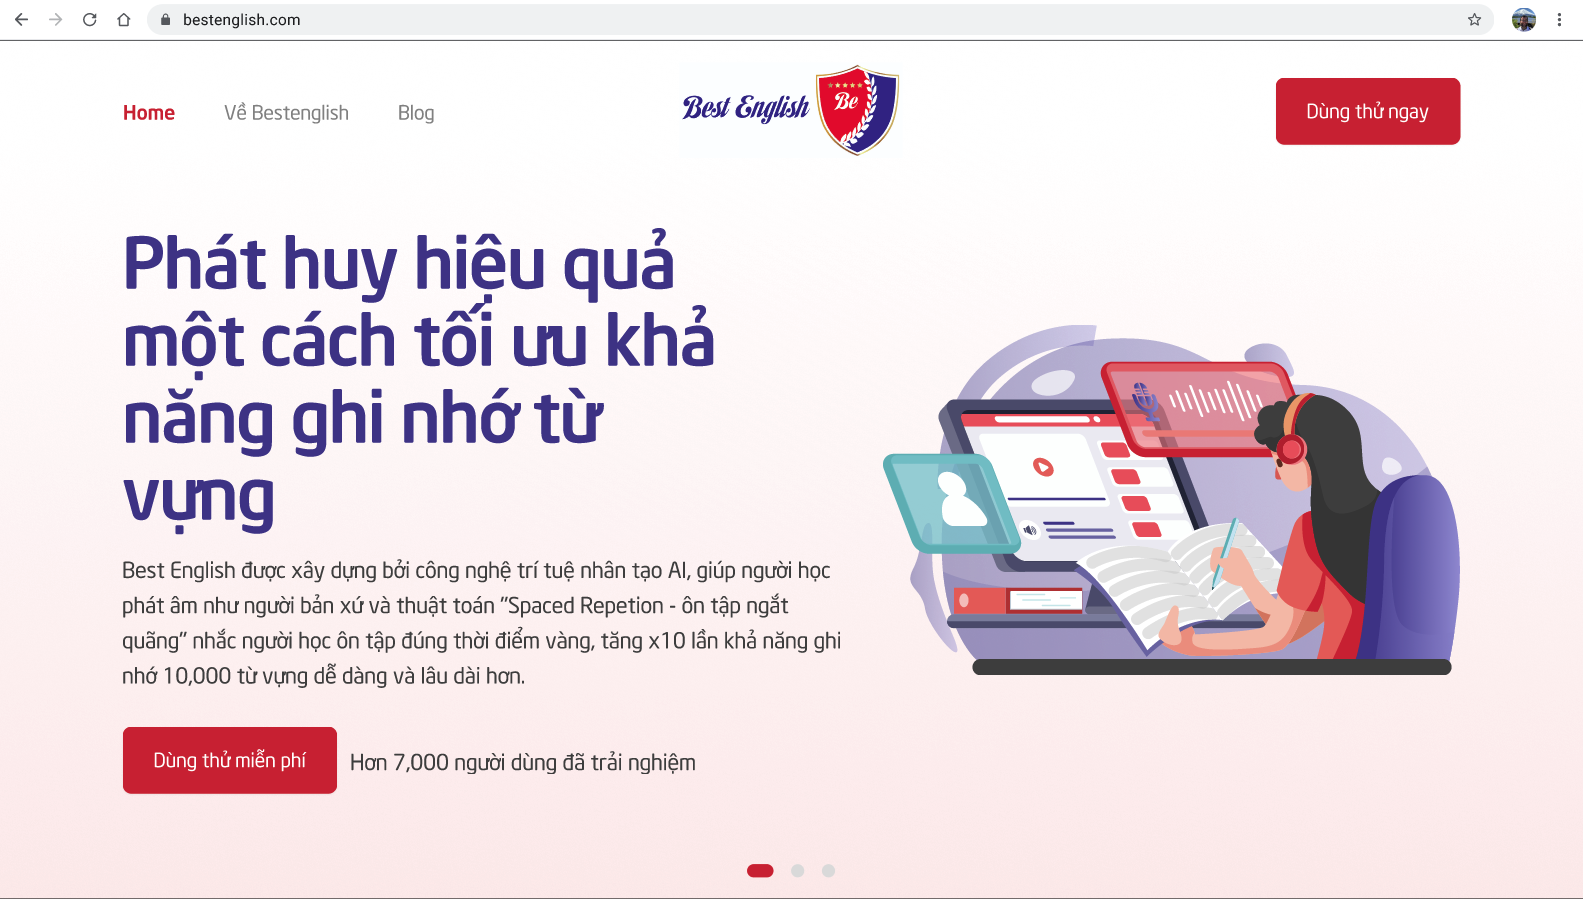 bestenglish.com
Home
Về Bestenglish
Blog
Best English
Be
Dùng thử ngay
Phát huy hiệu quả
một cách tối ưu khả
năng ghi nhớ từ
vựng
Best English được xây dựng bởi công nghệ trí tuệ nhân tạo AI, giúp người học
phát âm như người bản xứ và thuật toán "Spaced Repetion - ôn tập ngắt
quãng" nhắc người học ôn tập đúng thời điểm vàng, tăng x10 lần khả năng ghi
nhớ 10,000 từ vựng dễ dàng và lâu dài hơn.
Dùng thử miễn phí
Hơn 7,000 người dùng đã trải nghiệm